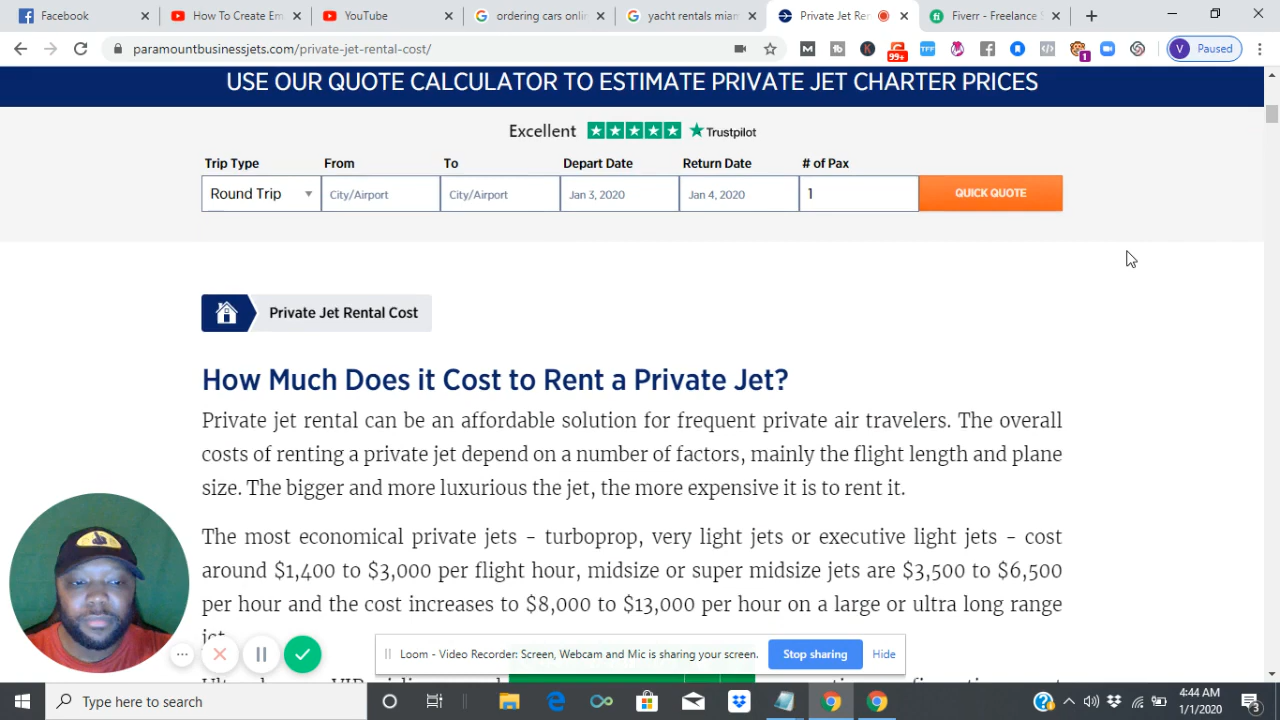 Facebook
How To Create Em
YouTube
ordering cars onli
yacht rentals miam
Private Jet Ren
Fiverr - Freelance S
paramountbusinessjets.com/private-jet-rental-cost/
99+
TFF
1
V
Paused
USE OUR QUOTE CALCULATOR TO ESTIMATE PRIVATE JET CHARTER PRICES
Excellent
Trustpilot
Trip Type From To Depart Date Return Date # of Pax
Round Trip City/Airport City/Airport Jan 3, 2020 Jan 4, 2020 1 QUICK QUOTE
Private Jet Rental Cost
How Much Does it Cost to Rent a Private Jet?
Private jet rental can be an affordable solution for frequent private air travelers. The overall
costs of renting a private jet depend on a number of factors, mainly the flight length and plane
size. The bigger and more luxurious the jet, the more expensive it is to rent it.
The most economical private jets - turboprop, very light jets or executive light jets - cost
around $1,400 to $3,000 per flight hour, midsize or super midsize jets are $3,500 to $6,500
per hour and the cost increases to $8,000 to $13,000 per hour on a large or ultra long range
jet.
Loom - Video Recorder: Screen, Webcam and Mic is sharing your screen.
Stop sharing
Hide
Type here to search
4:44 AM
1/1/2020
3